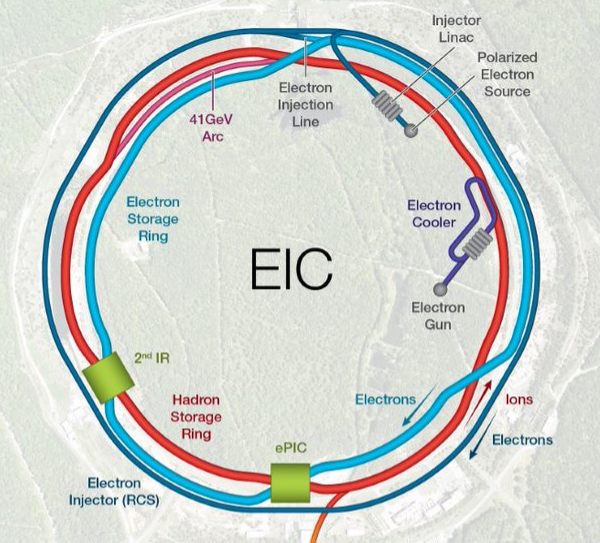 Injector
Linac
Polarized
Electron
Source
Electron
Injection
Line
41GeV
Arc
Electron
Storage
Ring
Electron
Cooler
EIC
Electron
Gun
2nd IR
Hadron
Storage
Ring
Electrons
Ions
Electrons
ePIC
Electron
Injector (RCS)